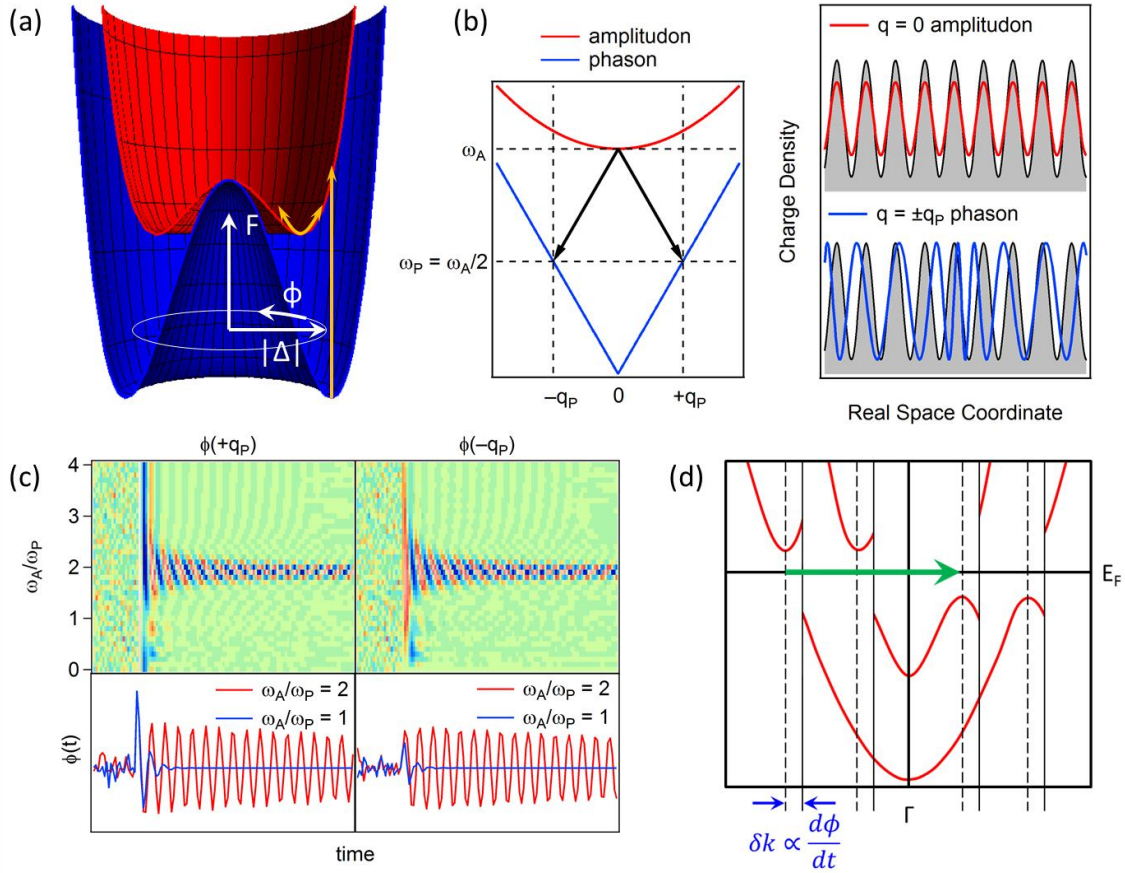 (a)
F
ϕ
|Δ|
(b)
amplitudon
phason
ω_A
ω_P = ω_A/2
–q_P
0
+q_P
q = 0 amplitudon
q = ±q_P phason
Charge Density
Real Space Coordinate
(c)
ϕ(+q_P)
ϕ(–q_P)
ω_A/ω_P
4
3
2
1
0
ω_A/ω_P = 2
ω_A/ω_P = 1
ω_A/ω_P = 2
ω_A/ω_P = 1
ϕ(t)
time
(d)
E_F
Γ
δk ∝ dϕ/dt